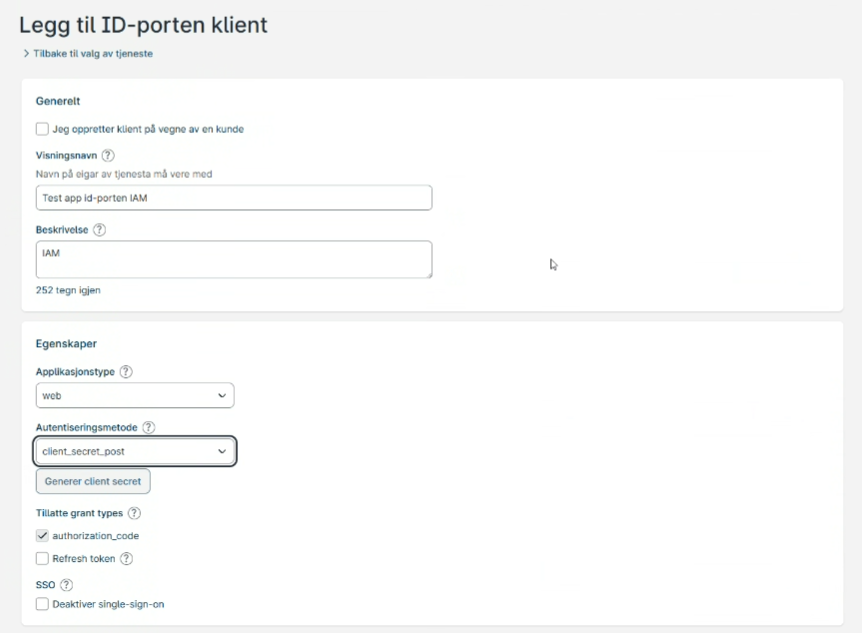 Legg til ID-porten klient
Tilbake til valg av tjeneste
Generelt
Jeg oppretter klient på vegne av en kunde
Visningsnavn ?
Navn på eigar av tjenesta må vere med
Test app id-porten IAM
Beskrivelse ?
IAM
252 tegn igjen
Egenskaper
Applikasjonstype ?
web
Autentiseringsmetode ?
client_secret_post
Generer client secret
Tillatte grant types ?
authorization_code
Refresh token ?
SSO ?
Deaktiver single-sign-on